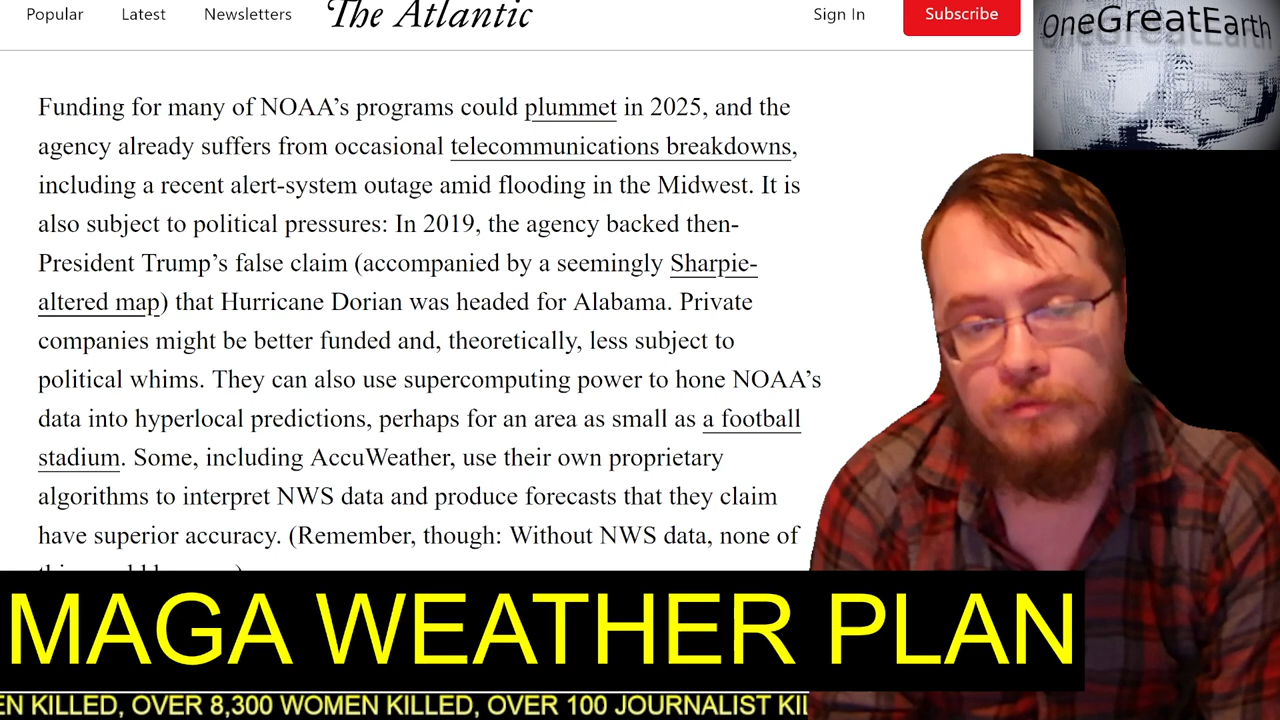 Popular Latest Newsletters The Atlantic Sign In Subscribe
OneGreatEarth
Funding for many of NOAA's programs could plummet in 2025, and the
agency already suffers from occasional telecommunications breakdowns,
including a recent alert-system outage amid flooding in the Midwest. It is
also subject to political pressures: In 2019, the agency backed then-
President Trump's false claim (accompanied by a seemingly Sharpie-
altered map) that Hurricane Dorian was headed for Alabama. Private
companies might be better funded and, theoretically, less subject to
political whims. They can also use supercomputing power to hone NOAA's
data into hyperlocal predictions, perhaps for an area as small as a football
stadium. Some, including AccuWeather, use their own proprietary
algorithms to interpret NWS data and produce forecasts that they claim
have superior accuracy. (Remember, though: Without NWS data, none of
MAGA WEATHER PLAN
EN KILLED, OVER 8,300 WOMEN KILLED, OVER 100 JOURNALIST KIL